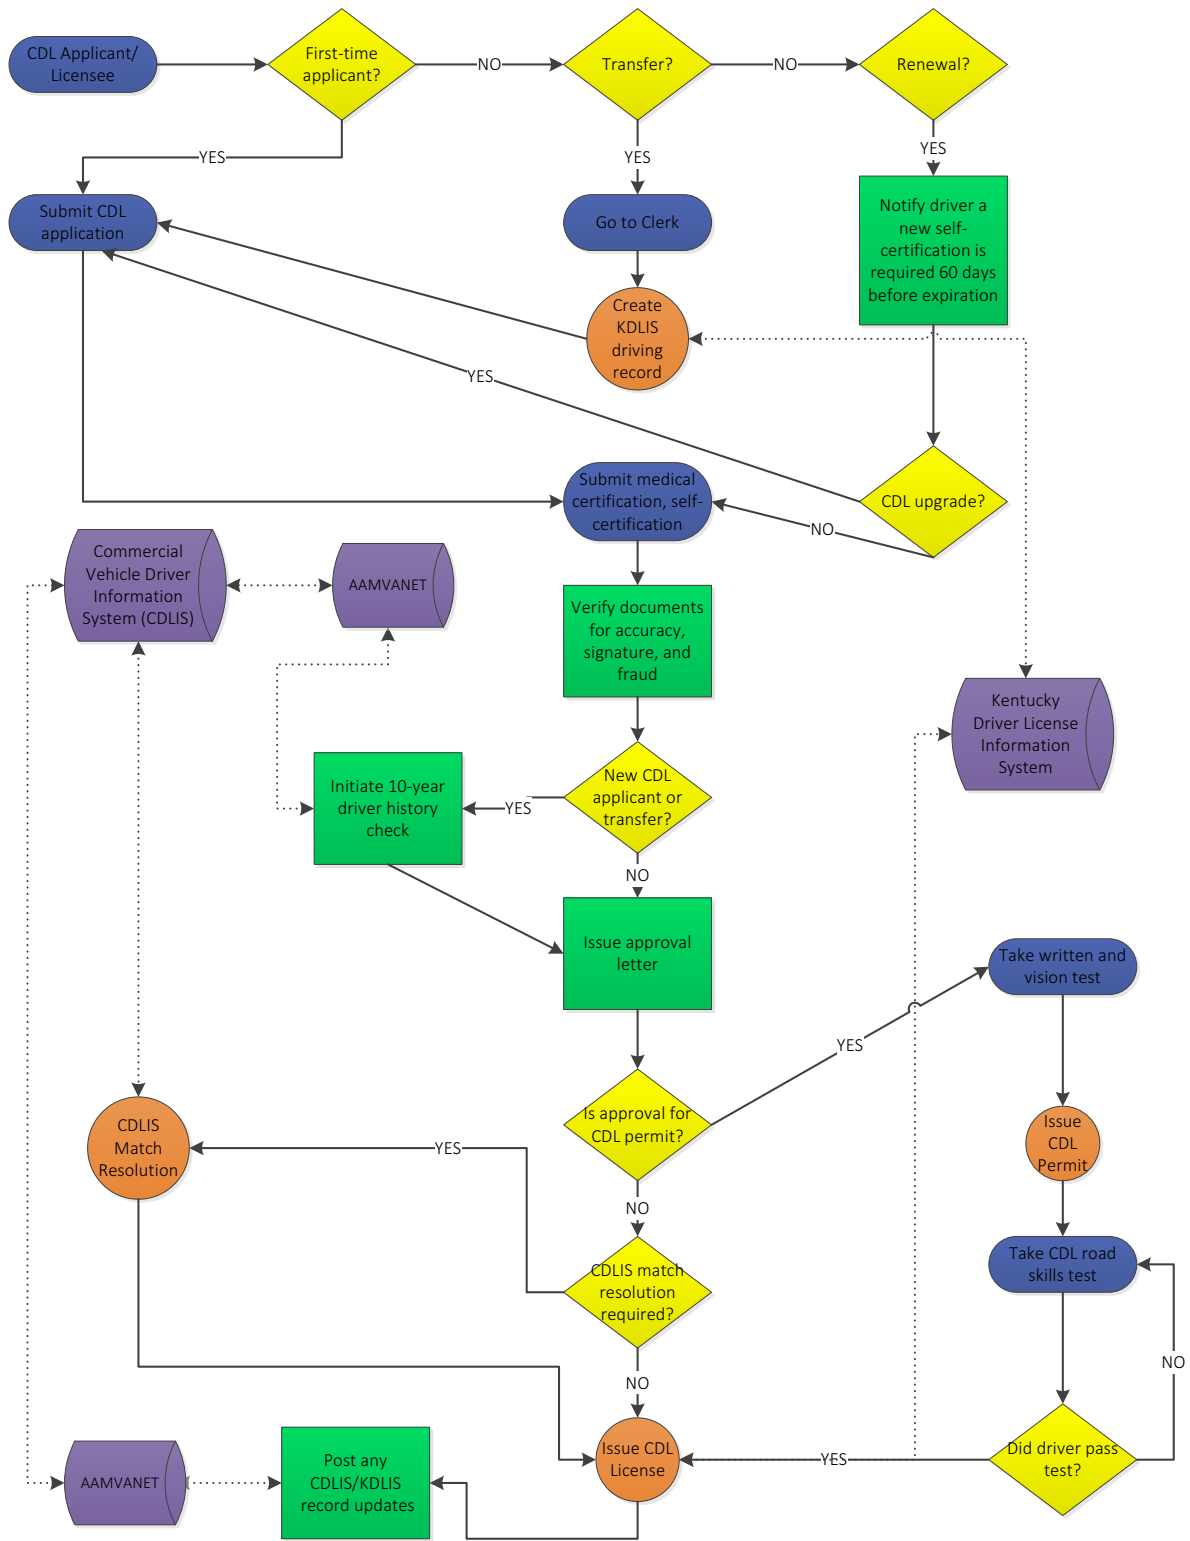 CDL Applicant/
Licensee
First-time
applicant?
NO
Transfer?
NO
Renewal?
YES
YES
YES
Submit CDL
application
Go to Clerk
Notify driver a
new self-
certification is
required 60 days
before expiration
Create
KDLIS
driving
record
YES
Submit medical
certification, self-
certification
CDL upgrade?
NO
Commercial
Vehicle Driver
Information
System (CDLIS)
AAMVANET
Verify documents
for accuracy,
signature, and
fraud
Kentucky
Driver License
Information
System
Initiate 10-year
driver history
check
YES
New CDL
applicant or
transfer?
NO
Issue approval
letter
Take written and
vision test
YES
Is approval for
CDL permit?
CDLIS
Match
Resolution
YES
Issue
CDL
Permit
NO
CDLIS match
resolution
required?
Take CDL road
skills test
NO
NO
Issue CDL
License
YES
Did driver pass
test?
AAMVANET
Post any
CDLIS/KDLIS
record updates